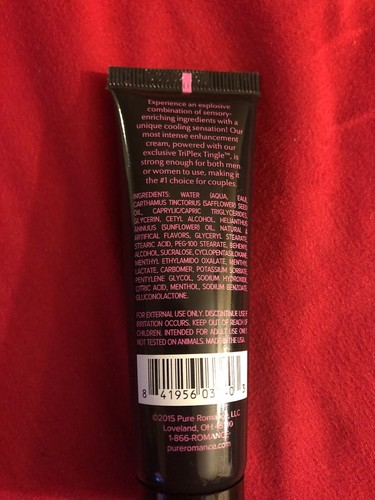 Experience an explosive
combination of sensory-
enriching ingredients with a
unique cooling sensation! Our
most intense enhancement
cream, powered with our
exclusive TriPlex Tingle™, is
strong enough for both men
or women to use, making it
the #1 choice for couples.
INGREDIENTS: WATER (AQUA, EAU),
CARTHAMUS TINCTORIUS (SAFFLOWER) SEED
OIL, CAPRYLIC/CAPRIC TRIGLYCERIDES,
GLYCERIN, CETYL ALCOHOL, HELIANTHUS
ANNUUS (SUNFLOWER) OIL, NATURAL &
ARTIFICAL FLAVORS, GLYCERYL STEARATE,
STEARIC ACID, PEG-100 STEARATE, BEHENYL
ALCOHOL, SUCRALOSE, CYCLOPENTASILOXANE,
MENTHYL ETHYLAMIDO OXALATE, MENTHYL
LACTATE, CARBOMER, POTASSIUM SORBATE,
PENTYLENE GLYCOL, SODIUM HYDROXIDE,
CITRIC ACID, MENTHOL, SODIUM BENZOATE,
GLUCONOLACTONE.
FOR EXTERNAL USE ONLY. DISCONTINUE USE IF
IRRITATION OCCURS. KEEP OUT OF REACH OF
CHILDREN. INTENDED FOR ADULT USE ONLY.
NOT TESTED ON ANIMALS. MADE IN THE USA.
8 41956 03 0 3
©2015 Pure Romance, LLC
Loveland, OH
1-866-ROMANCE
pureromance.com